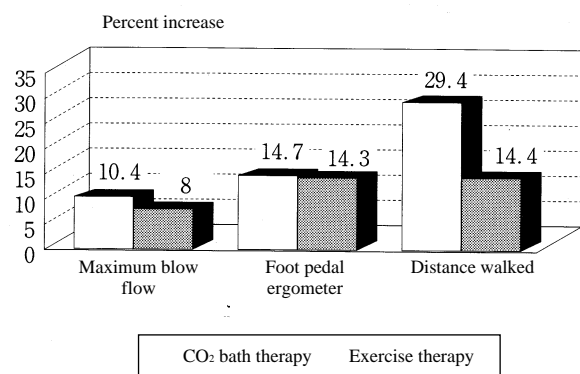 Percent increase
35
30
25
20
15
10
5
0
10.4
8
14.7
14.3
29.4
14.4
Maximum blow
flow
Foot pedal
ergometer
Distance walked
CO₂ bath therapy Exercise therapy